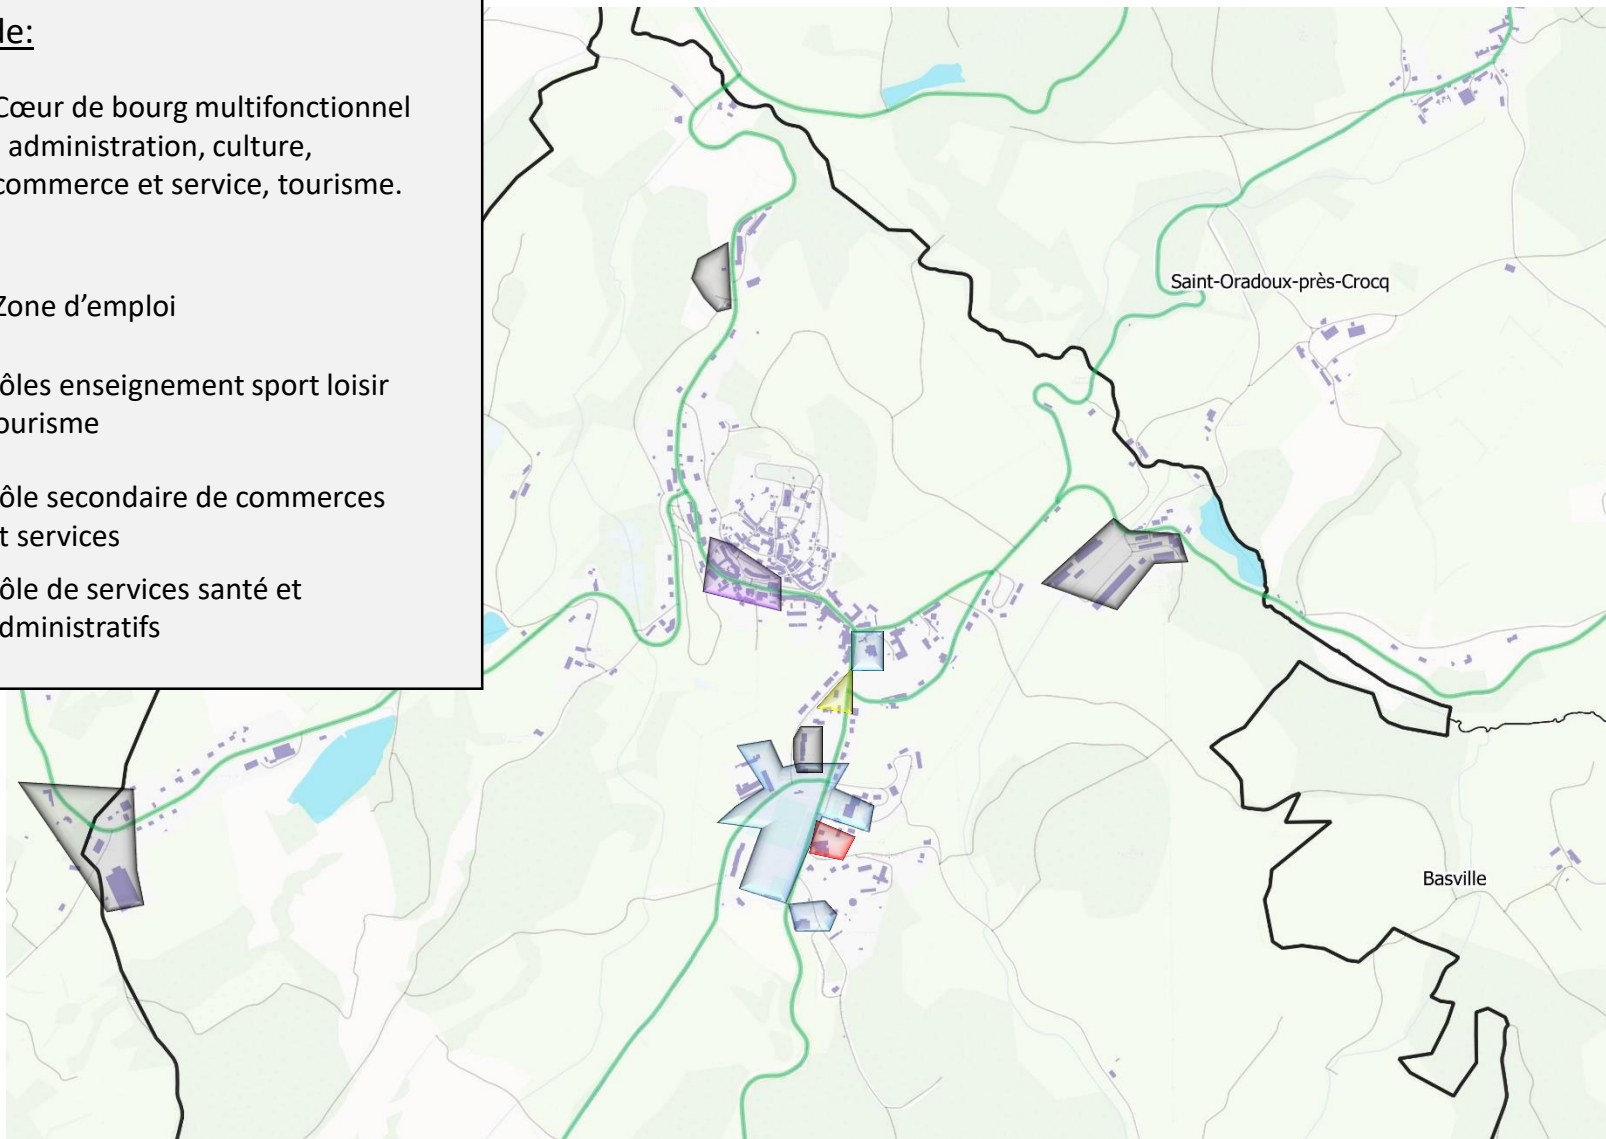 de:
Cœur de bourg multifonctionnel
administration, culture,
commerce et service, tourisme.
Zone d’emploi
ôles enseignement sport loisir
ourisme
ôle secondaire de commerces
t services
ôle de services santé et
dministratifs
Saint-Oradoux-près-Crocq
Basville